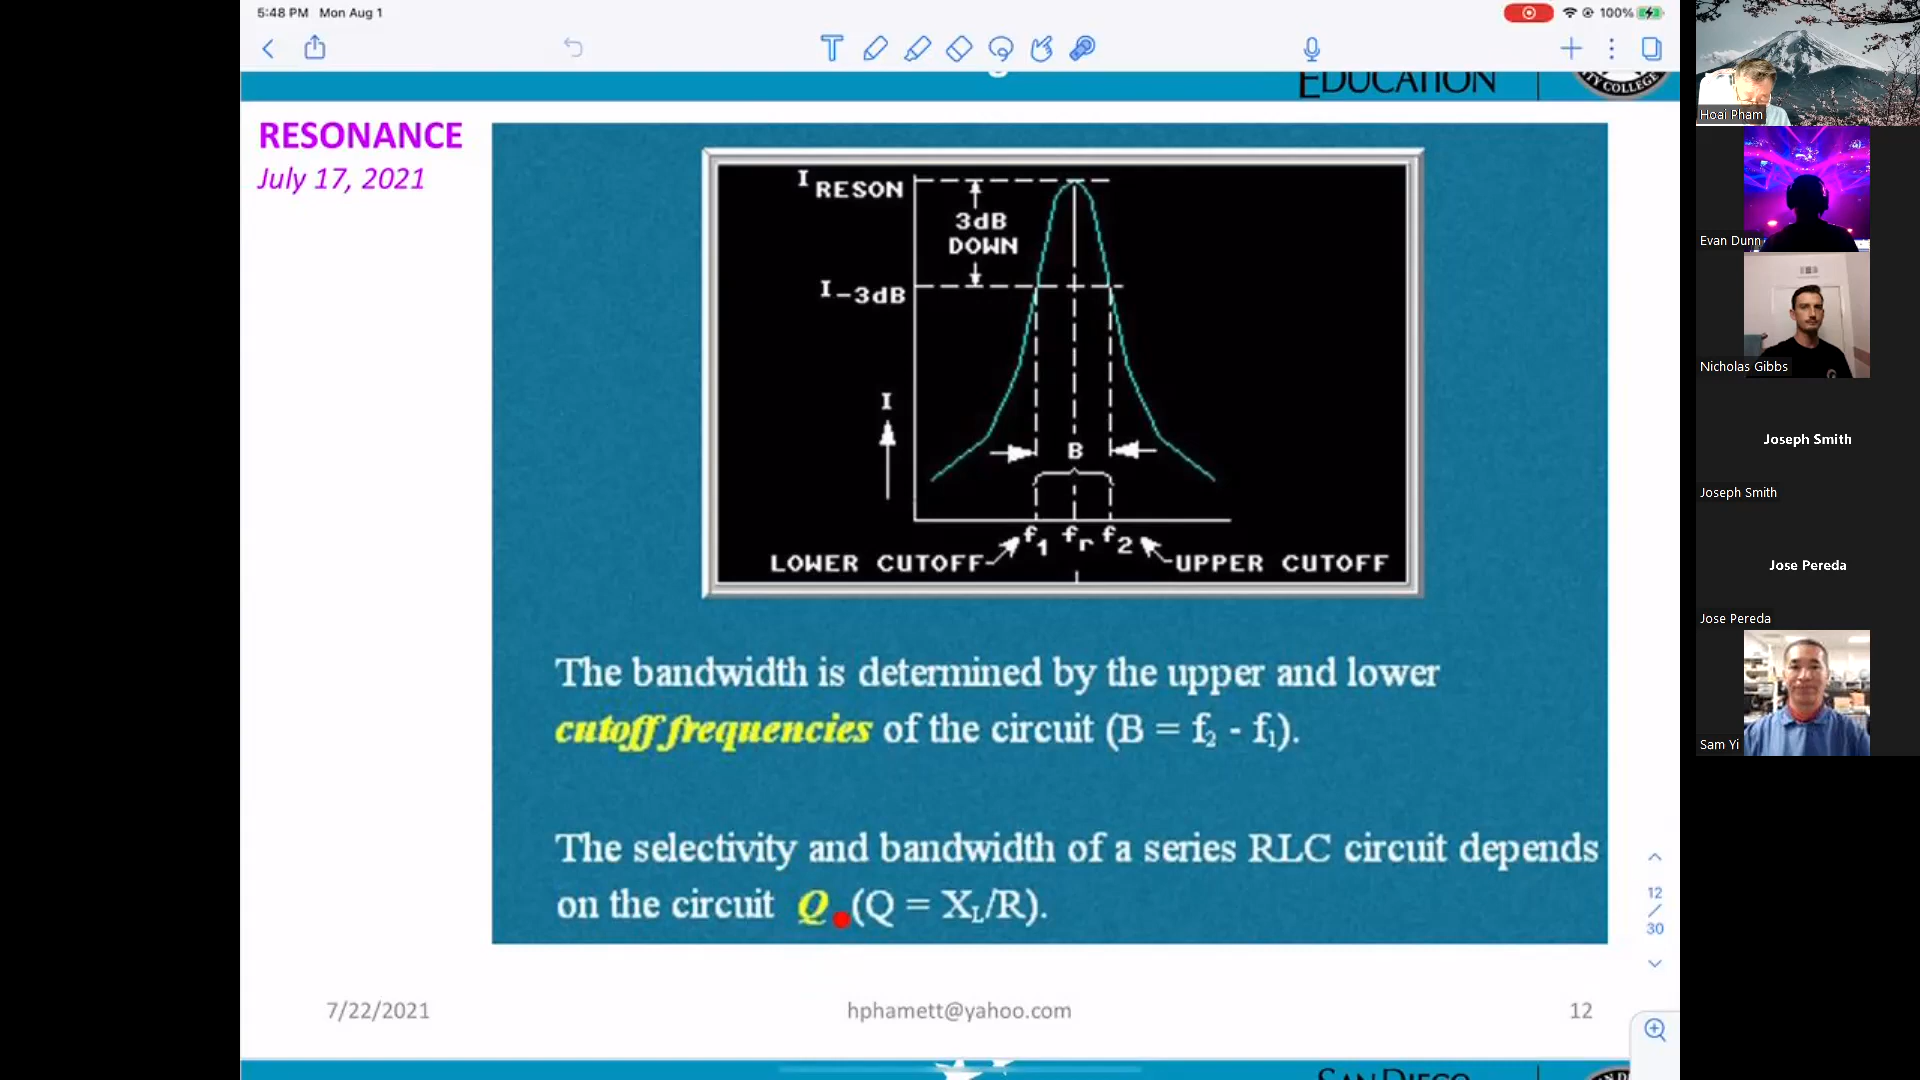 5:48 PM Mon Aug 1
100%
EDUCATION
TY COLLEGE
RESONANCE
July 17, 2021
I RESON
3dB
DOWN
I-3dB
I
B
f1 fr f2
LOWER CUTOFF
UPPER CUTOFF
The bandwidth is determined by the upper and lower
cutoff frequencies of the circuit (B = f2 - f1).
The selectivity and bandwidth of a series RLC circuit depends
on the circuit Q (Q = XL/R).
12
/
30
7/22/2021
hphamett@yahoo.com
12
SAN DIEGO
Hoai Pham
Evan Dunn
Nicholas Gibbs
Joseph Smith
Joseph Smith
Jose Pereda
Jose Pereda
Sam Yi